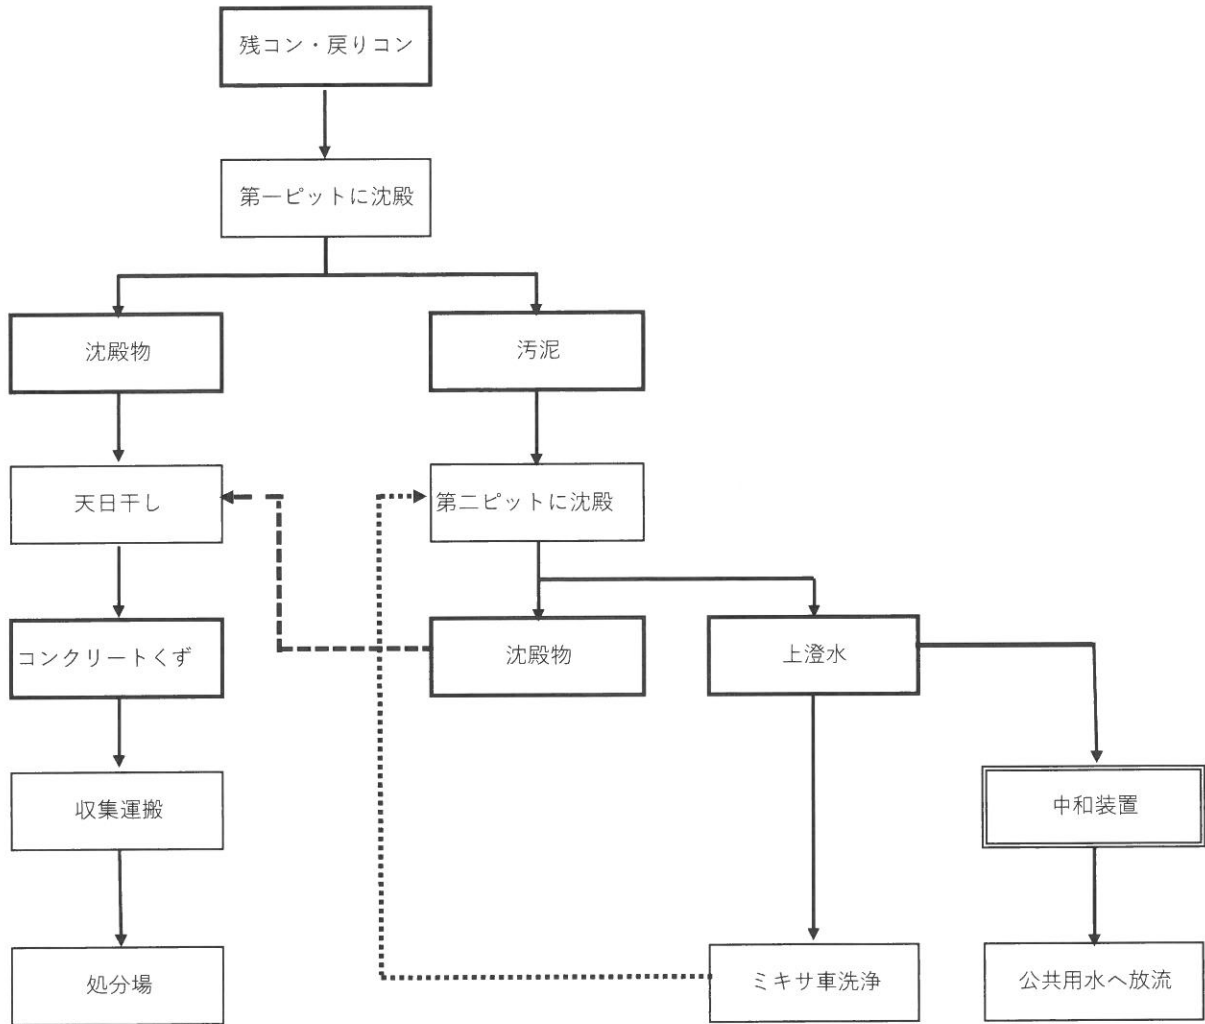 残コン・戻りコン
第一ピットに沈殿
沈殿物
汚泥
天日干し
第二ピットに沈殿
コンクリートくず
沈殿物
上澄水
収集運搬
中和装置
処分場
ミキサ車洗浄
公共用水へ放流